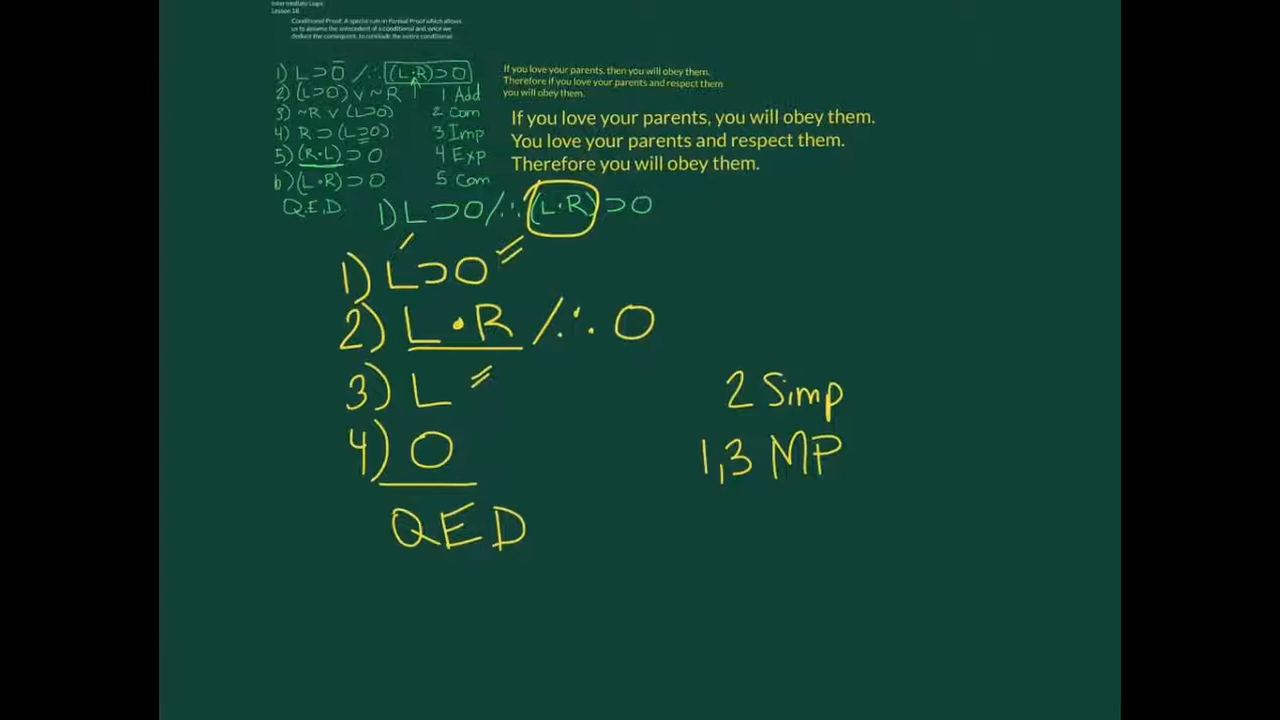 Intermediate Logic
Lesson 18
Conditional Proof: A special rule in Formal Proof which allows
us to assume the antecedent of a conditional and, once we
deduce the consequent, to conclude the entire conditional
1) L ⊃ O /∴ (L · R) ⊃ O
2) (L ⊃ O) ∨ ~R 1 Add
3) ~R ∨ (L ⊃ O) 2 Com
4) R ⊃ (L ⊃ O) 3 Imp
5) (R · L) ⊃ O 4 Exp
6) (L · R) ⊃ O 5 Com
Q.E.D.
If you love your parents, then you will obey them.
Therefore if you love your parents and respect them
you will obey them.
If you love your parents, you will obey them.
You love your parents and respect them.
Therefore you will obey them.
1) L ⊃ O /∴ (L · R) ⊃ O
1) L ⊃ O
2) L · R /∴ O
3) L 2 Simp
4) O 1,3 MP
QED